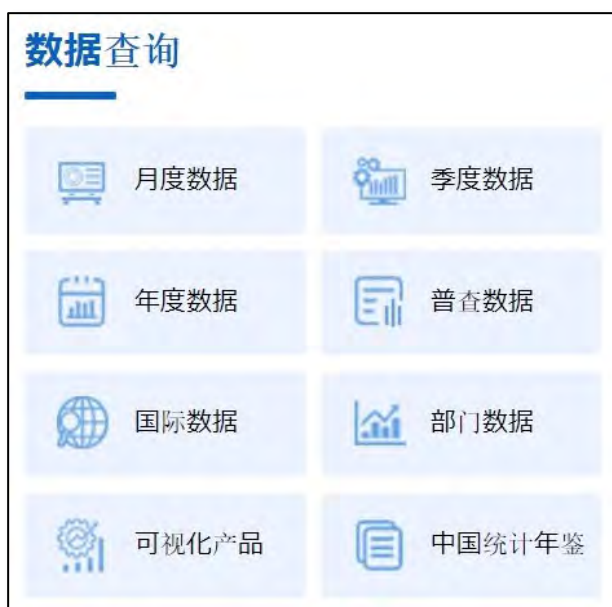 数据查询
月度数据
季度数据
年度数据
普查数据
国际数据
部门数据
可视化产品
中国统计年鉴